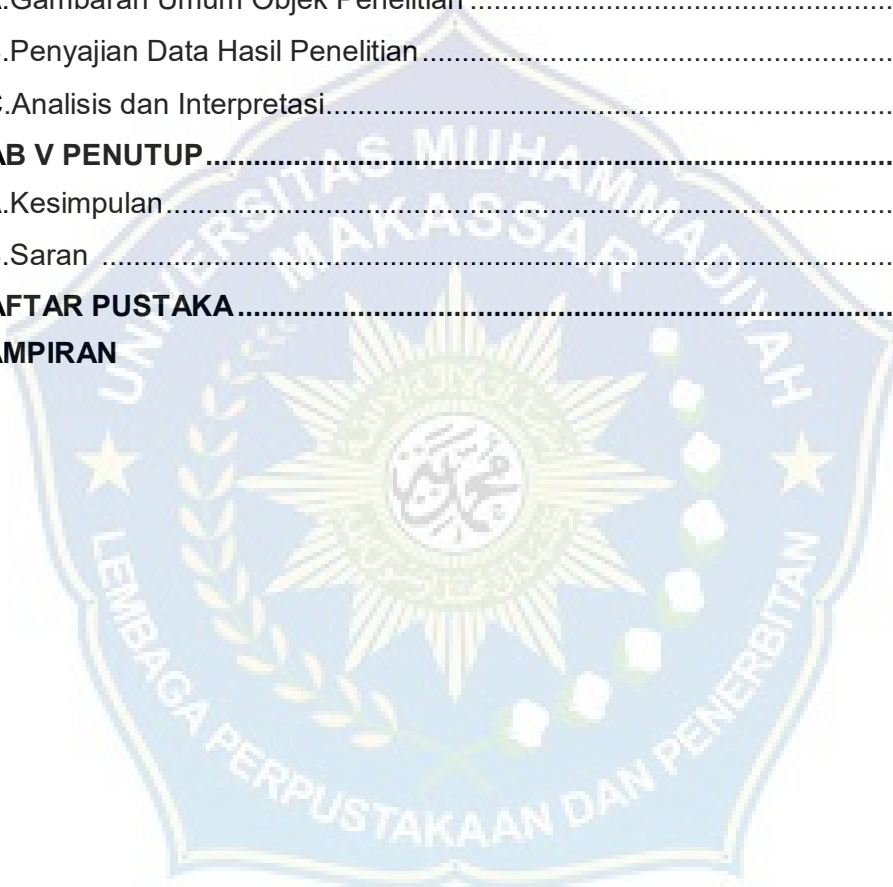 .Gambaran Umum Objek Penelitian ........................................................
.Penyajian Data Hasil Penelitian ........................................................
.Analisis dan Interpretasi........................................................
AB V PENUTUP........................................................
.Kesimpulan........................................................
.Saran ........................................................
AFTAR PUSTAKA ........................................................
AMPIRAN
UNIVERSITAS MUHAMMADIYAH
MAKASSAR
LEMBAGA PERPUSTAKAAN DAN PENERBITAN